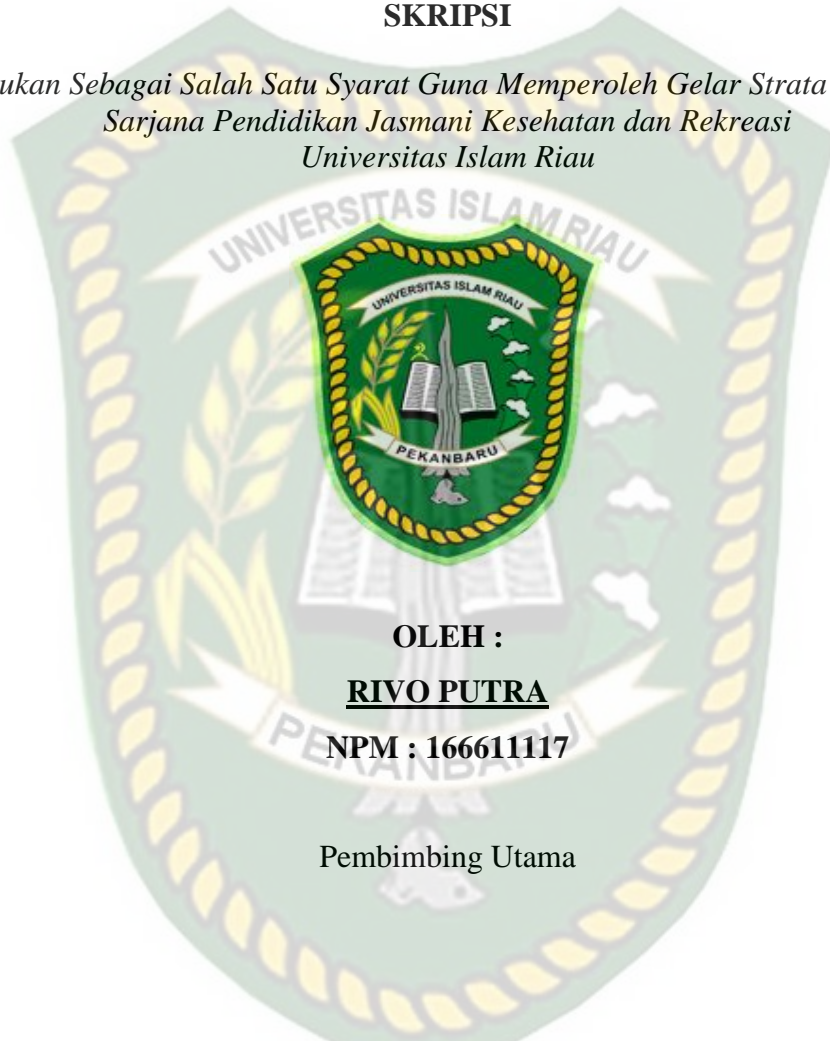 SKRIPSI
ukan Sebagai Salah Satu Syarat Guna Memperoleh Gelar Strata
Sarjana Pendidikan Jasmani Kesehatan dan Rekreasi
Universitas Islam Riau
UNIVERSITAS ISLAM RIAU
UNIVERSITAS ISLAM RIAU
PEKANBARU
OLEH :
RIVO PUTRA
PEKANBARU
NPM : 166611117
Pembimbing Utama